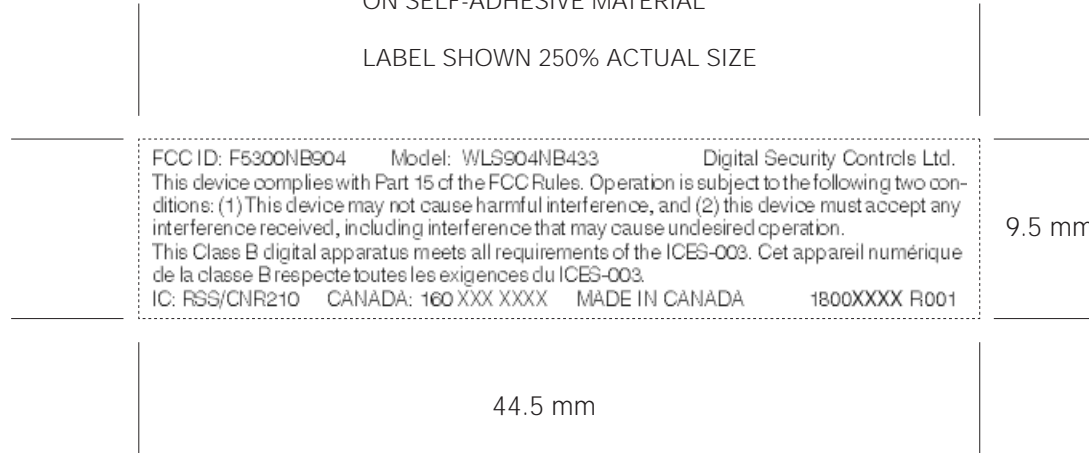 ON SELF-ADHESIVE MATERIAL
LABEL SHOWN 250% ACTUAL SIZE
FCC ID: F5300NB904 Model: WLS904NB433 Digital Security Controls Ltd.
This device complies with Part 15 of the FCC Rules. Operation is subject to the following two con-
ditions: (1) This device may not cause harmful interference, and (2) this device must accept any
interference received, including interference that may cause undesired operation.
This Class B digital apparatus meets all requirements of the ICES-003. Cet appareil numérique
de la classe B respecte toutes les exigences du ICES-003.
IC: RSS/CNR210 CANADA: 160 XXX XXXX MADE IN CANADA 1800XXXX R001
9.5 mm
44.5 mm